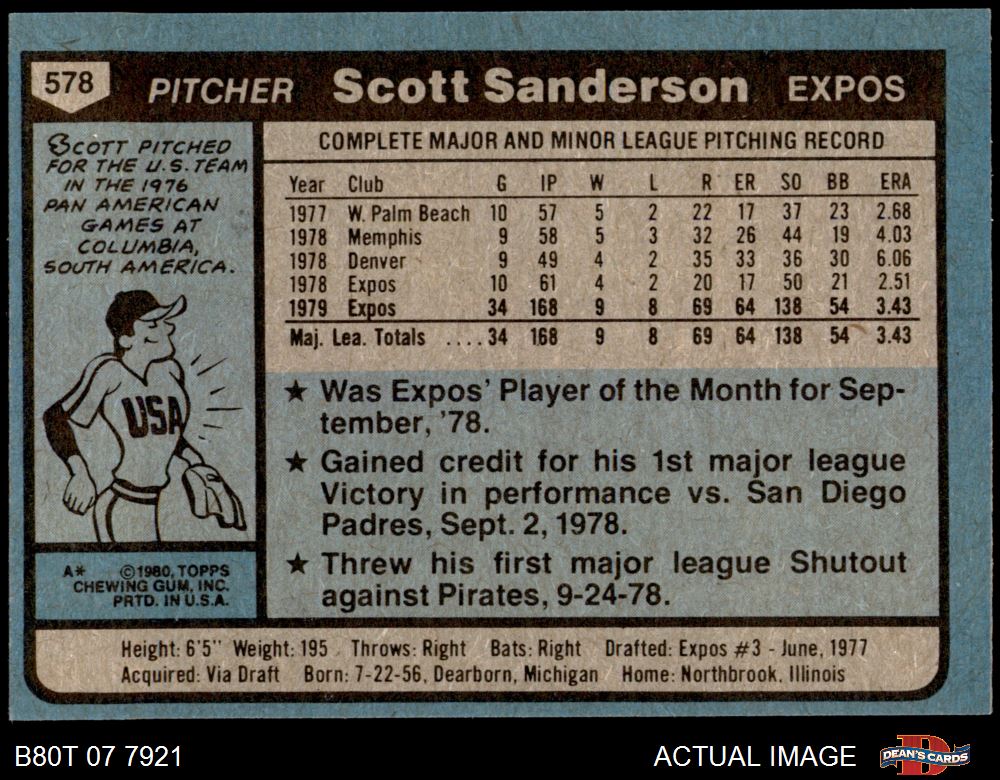 578
PITCHER Scott Sanderson EXPOS
SCOTT PITCHED
FOR THE U.S. TEAM
IN THE 1976
PAN AMERICAN
GAMES AT
COLUMBIA,
SOUTH AMERICA.
USA
A* ©1980, TOPPS
CHEWING GUM, INC.
PRTD. IN U.S.A.
COMPLETE MAJOR AND MINOR LEAGUE PITCHING RECORD
Year Club G IP W L R ER SO BB ERA
1977 W. Palm Beach 10 57 5 2 22 17 37 23 2.68
1978 Memphis 9 58 5 3 32 26 44 19 4.03
1978 Denver 9 49 4 2 35 33 36 30 6.06
1978 Expos 10 61 4 2 20 17 50 21 2.51
1979 Expos 34 168 9 8 69 64 138 54 3.43
Maj. Lea. Totals ....34 168 9 8 69 64 138 54 3.43
★ Was Expos' Player of the Month for Sep-
tember, '78.
★ Gained credit for his 1st major league
Victory in performance vs. San Diego
Padres, Sept. 2, 1978.
★ Threw his first major league Shutout
against Pirates, 9-24-78.
Height: 6'5" Weight: 195 Throws: Right Bats: Right Drafted: Expos #3 - June, 1977
Acquired: Via Draft Born: 7-22-56, Dearborn, Michigan Home: Northbrook, Illinois
B80T 07 7921 ACTUAL IMAGE DEAN'S CARDS